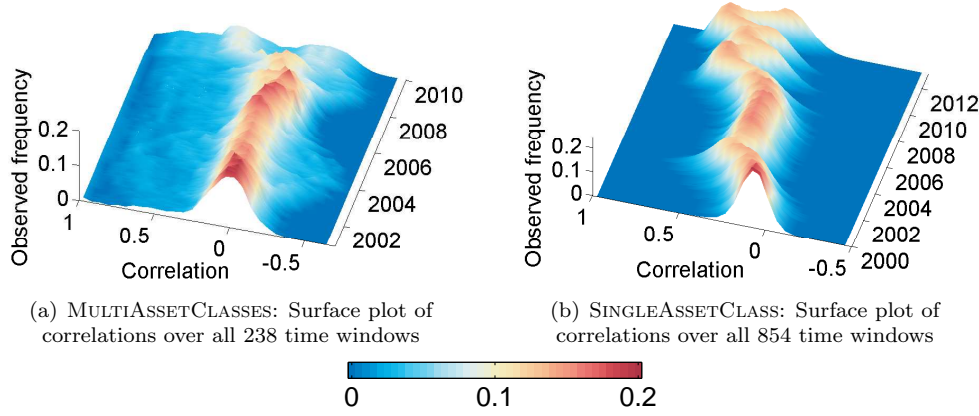 Observed frequency
0.2
0.1
0
1
0.5
0
-0.5
Correlation
2002
2004
2006
2008
2010
(a) MULTIASSETCLASSES: Surface plot of
correlations over all 238 time windows
Observed frequency
0.2
0.1
0
1
0.5
0
-0.5
Correlation
2000
2002
2004
2006
2008
2010
2012
(b) SINGLEASSETCLASS: Surface plot of
correlations over all 854 time windows
0 0.1 0.2